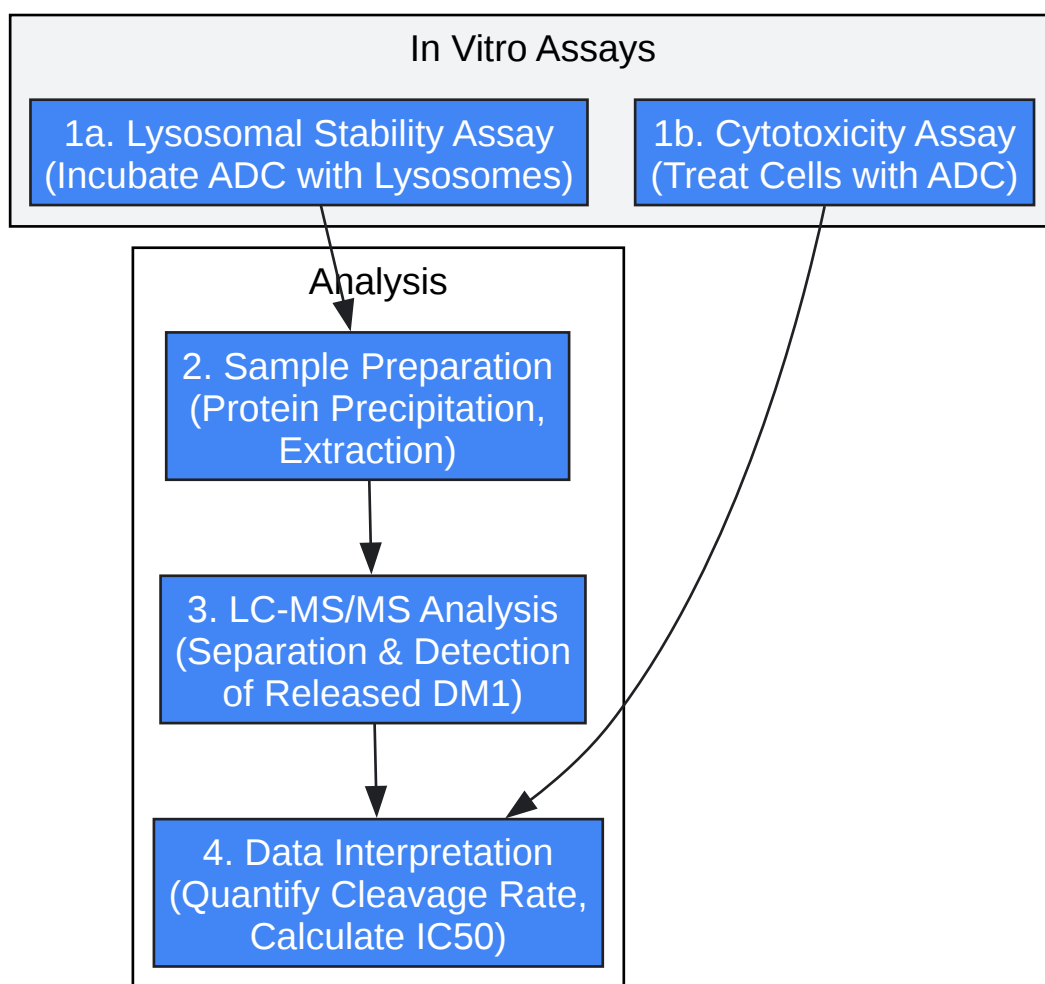 In Vitro Assays
1a. Lysosomal Stability Assay
(Incubate ADC with Lysosomes)
1b. Cytotoxicity Assay
(Treat Cells with ADC)
Analysis
2. Sample Preparation
(Protein Precipitation,
Extraction)
3. LC-MS/MS Analysis
(Separation & Detection
of Released DM1)
4. Data Interpretation
(Quantify Cleavage Rate,
Calculate IC50)